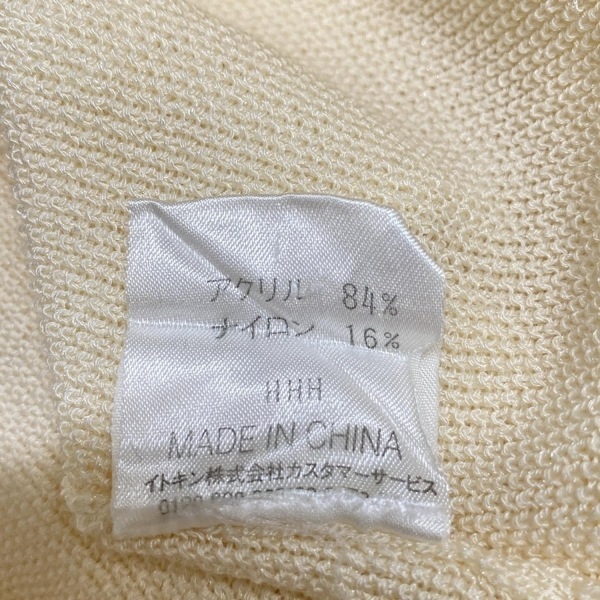 アクリル 84%
ナイロン 16%
HHH
MADE IN CHINA
イトキン株式会社カスタマーサービス